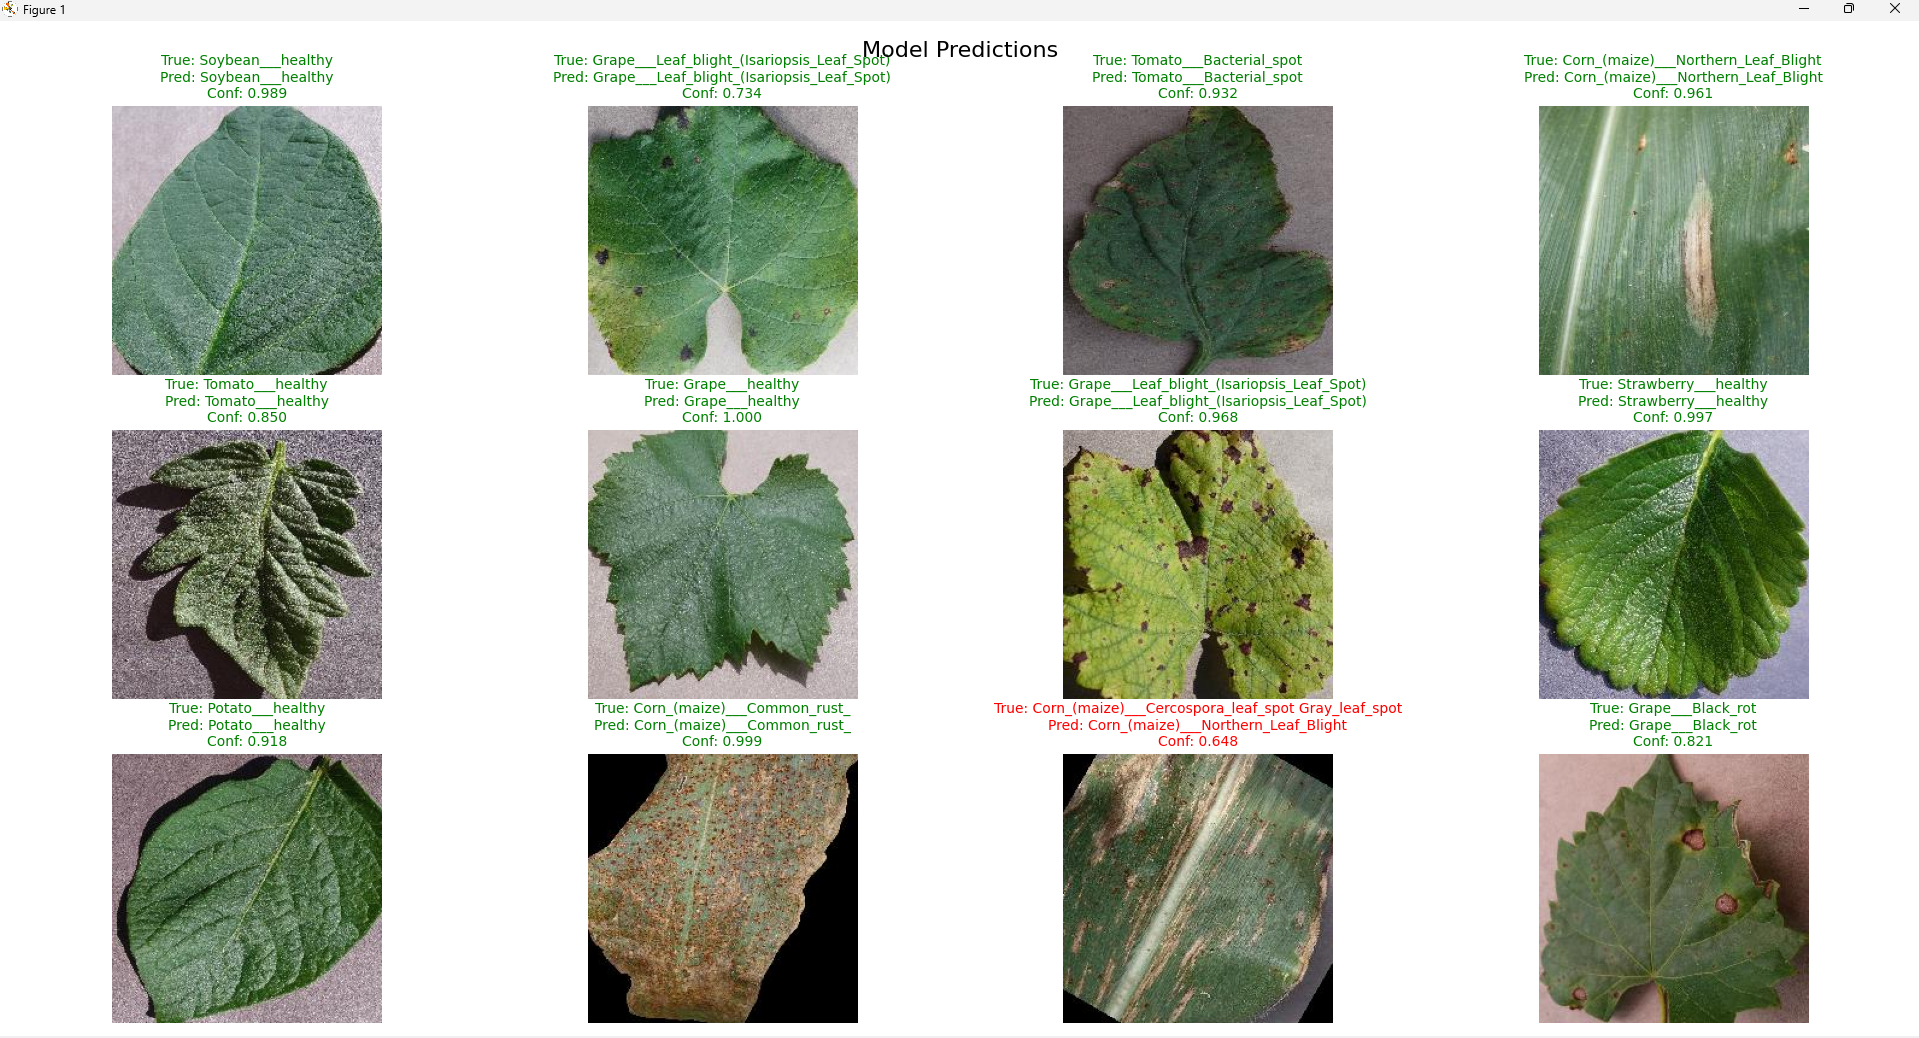 Figure 1
Model Predictions
True: Soybean___healthy
Pred: Soybean___healthy
Conf: 0.989
True: Grape___Leaf_blight_(Isariopsis_Leaf_Spot)
Pred: Grape___Leaf_blight_(Isariopsis_Leaf_Spot)
Conf: 0.734
True: Tomato___Bacterial_spot
Pred: Tomato___Bacterial_spot
Conf: 0.932
True: Corn_(maize)___Northern_Leaf_Blight
Pred: Corn_(maize)___Northern_Leaf_Blight
Conf: 0.961
True: Tomato___healthy
Pred: Tomato___healthy
Conf: 0.850
True: Grape___healthy
Pred: Grape___healthy
Conf: 1.000
True: Grape___Leaf_blight_(Isariopsis_Leaf_Spot)
Pred: Grape___Leaf_blight_(Isariopsis_Leaf_Spot)
Conf: 0.968
True: Strawberry___healthy
Pred: Strawberry___healthy
Conf: 0.997
True: Potato___healthy
Pred: Potato___healthy
Conf: 0.918
True: Corn_(maize)___Common_rust_
Pred: Corn_(maize)___Common_rust_
Conf: 0.999
True: Corn_(maize)___Cercospora_leaf_spot Gray_leaf_spot
Pred: Corn_(maize)___Northern_Leaf_Blight
Conf: 0.648
True: Grape___Black_rot
Pred: Grape___Black_rot
Conf: 0.821